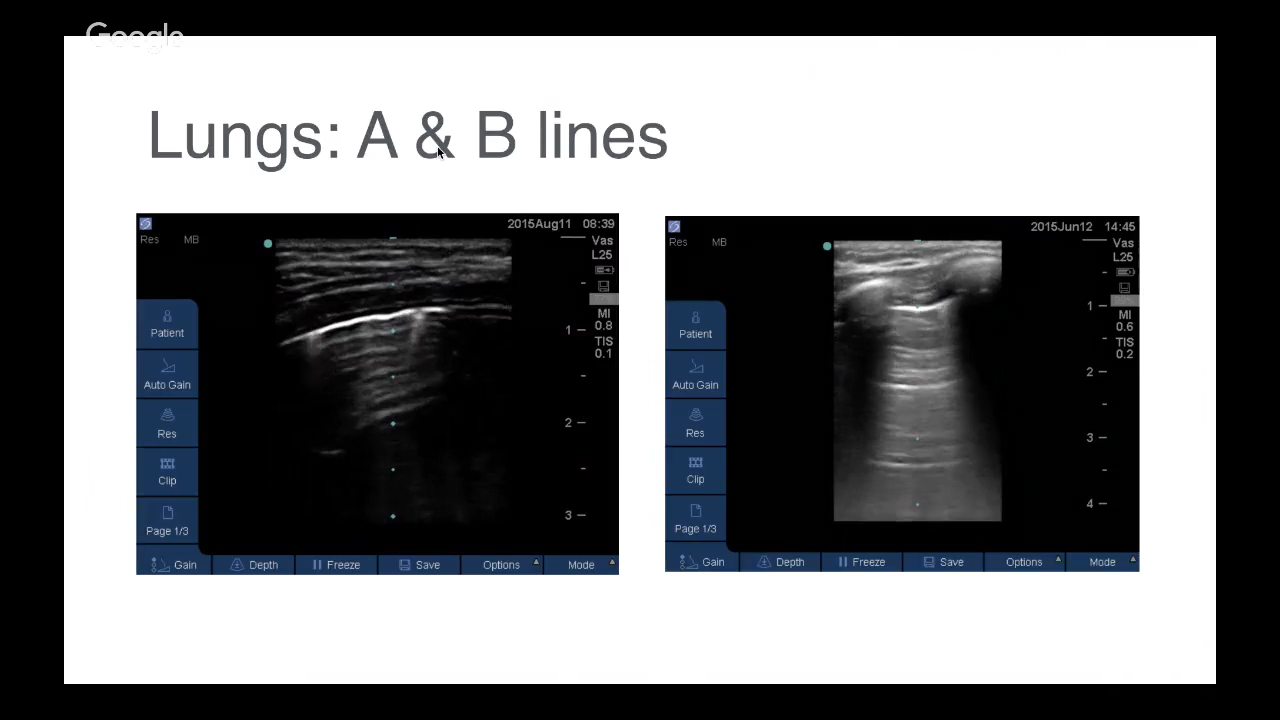 Google
Lungs: A & B lines
2015Aug11 08:39
Res MB
Vas
L25
MI
0.8
TIS
0.1
1
2
3
Patient
Auto Gain
Res
Clip
Page 1/3
Gain Depth Freeze Save Options Mode
2015Jun12 14:45
Res MB
Vas
L25
MI
0.6
TIS
0.2
1
2
3
4
Patient
Auto Gain
Res
Clip
Page 1/3
Gain Depth Freeze Save Options Mode